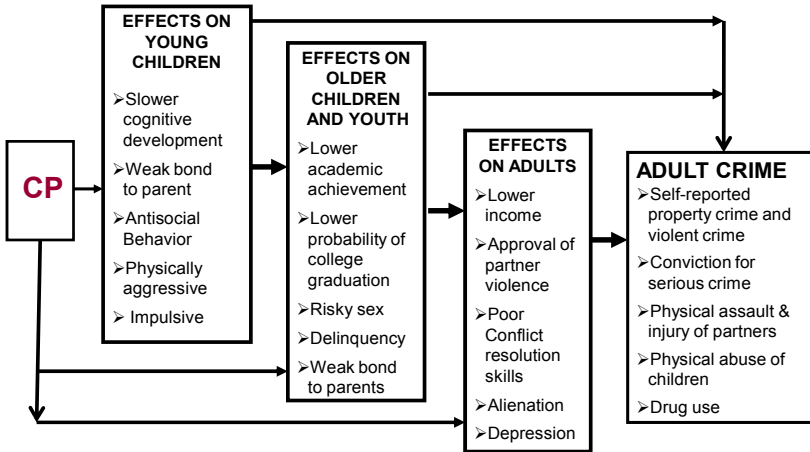 CP
EFFECTS ON
YOUNG
CHILDREN
➢Slower
cognitive
development
➢Weak bond
to parent
➢Antisocial
Behavior
➢Physically
aggressive
➢ Impulsive
EFFECTS ON
OLDER
CHILDREN
AND YOUTH
➢Lower
academic
achievement
➢Lower
probability of
college
graduation
➢Risky sex
➢Delinquency
➢Weak bond
to parents
EFFECTS
ON ADULTS
➢Lower
income
➢Approval of
partner
violence
➢Poor
Conflict
resolution
skills
➢Alienation
➢Depression
ADULT CRIME
➢Self-reported
property crime and
violent crime
➢Conviction for
serious crime
➢Physical assault &
injury of partners
➢Physical abuse of
children
➢Drug use